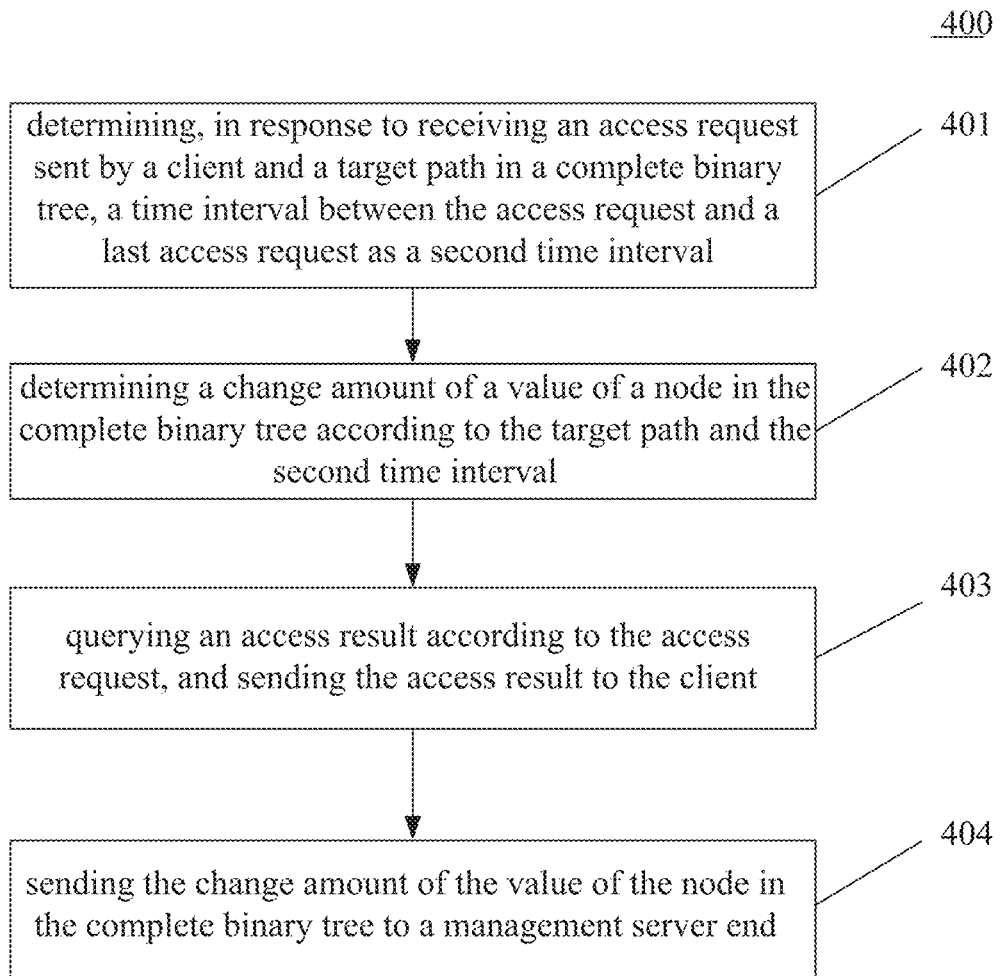 400
determining, in response to receiving an access request
sent by a client and a target path in a complete binary
tree, a time interval between the access request and a
last access request as a second time interval
401
determining a change amount of a value of a node in the
complete binary tree according to the target path and the
second time interval
402
querying an access result according to the access
request, and sending the access result to the client
403
sending the change amount of the value of the node in
the complete binary tree to a management server end
404